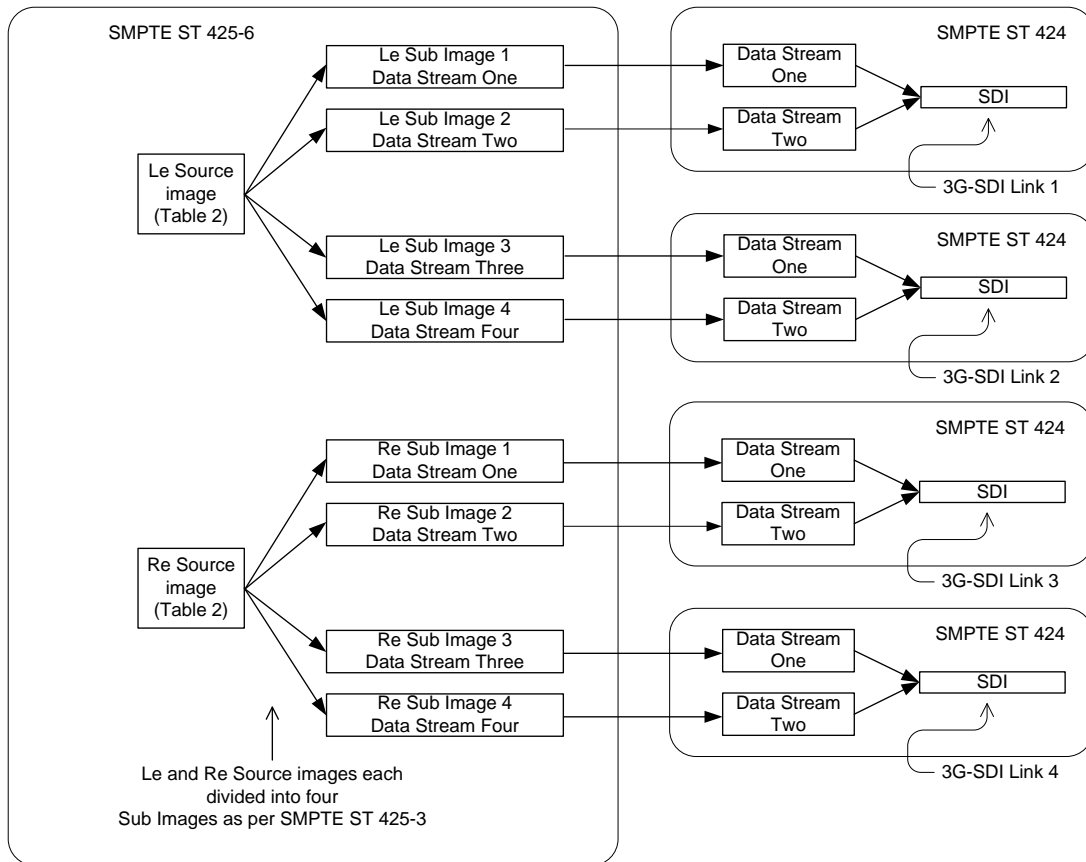 SMPTE ST 425-6
Le Source
image
(Table 2)
Le Sub Image 1
Data Stream One
Le Sub Image 2
Data Stream Two
Le Sub Image 3
Data Stream Three
Le Sub Image 4
Data Stream Four
SMPTE ST 424
Data Stream
One
Data Stream
Two
SDI
3G-SDI Link 1
SMPTE ST 424
Data Stream
One
Data Stream
Two
SDI
3G-SDI Link 2
Re Source
image
(Table 2)
Re Sub Image 1
Data Stream One
Re Sub Image 2
Data Stream Two
Re Sub Image 3
Data Stream Three
Re Sub Image 4
Data Stream Four
SMPTE ST 424
Data Stream
One
Data Stream
Two
SDI
3G-SDI Link 3
SMPTE ST 424
Data Stream
One
Data Stream
Two
SDI
3G-SDI Link 4
Le and Re Source images each
divided into four
Sub Images as per SMPTE ST 425-3